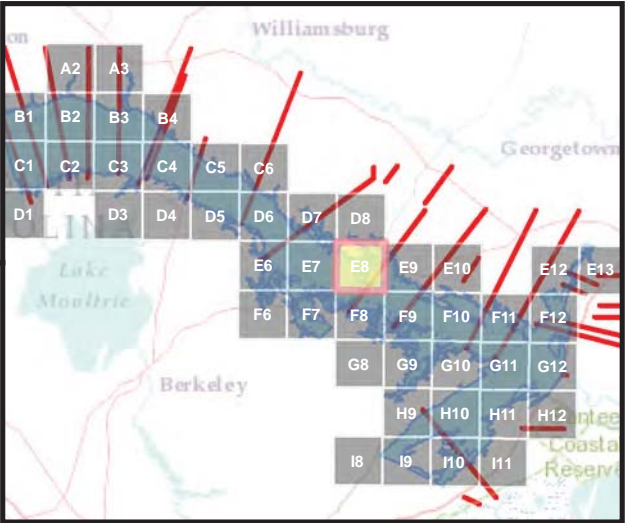 on
Williamsburg
A2 A3
B1 B2 B3 B4
Georgetown
C1 C2 C3 C4 C5 C6
D1 D3 D4 D5 D6 D7 D8
OLINA
Lake
Moultrie
E6 E7 E8 E9 E10 E12 E13
F6 F7 F8 F9 F10 F11 F12
G8 G9 G10 G11 G12
Berkeley
H9 H10 H11 H12
ntee
Coasta
Reserv
I8 I9 I10 I11